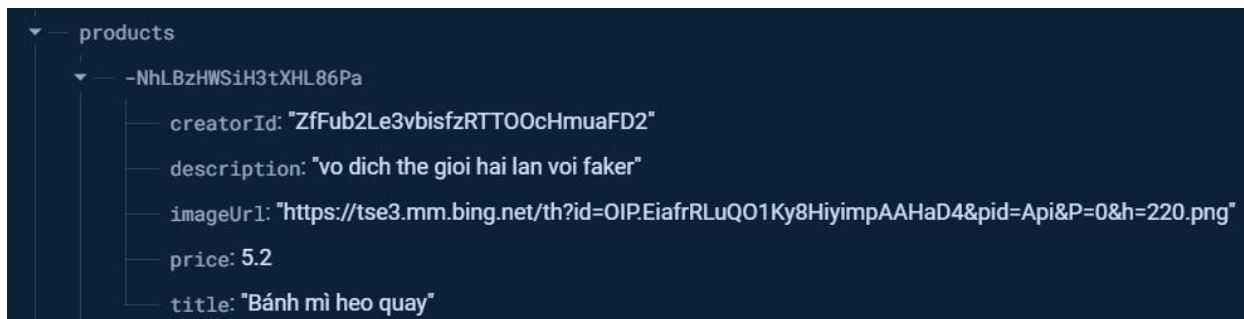 products
-NhLBzHWSiH3tXHL86Pa
creatorId: "ZfFub2Le3vbisfzRTTOOcHmuaFD2"
description: "vo dich the gioi hai lan voi faker"
imageUrl: "https://tse3.mm.bing.net/th?id=OIP.EiafrRLuQO1Ky8HiyimpAAHaD4&pid=Api&P=0&h=220.png"
price: 5.2
title: "Bánh mì heo quay"